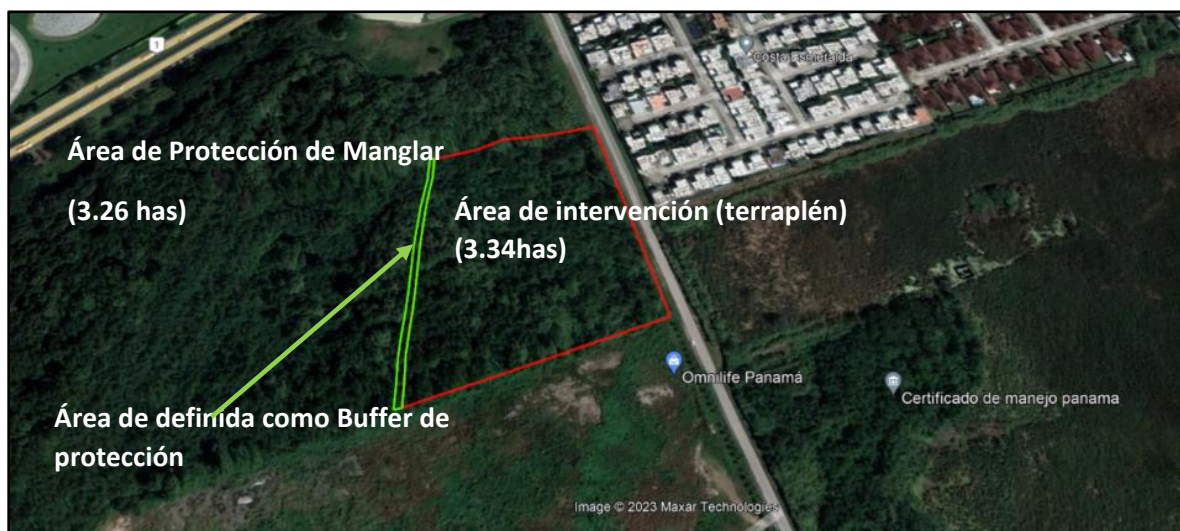 1
Costa Esmeralda
Área de Protección de Manglar
(3.26 has)
Área de intervención (terraplén)
(3.34has)
Omnilife Panamá
Certificado de manejo panama
Área de definida como Buffer de
protección
Image © 2023 Maxar Technologies